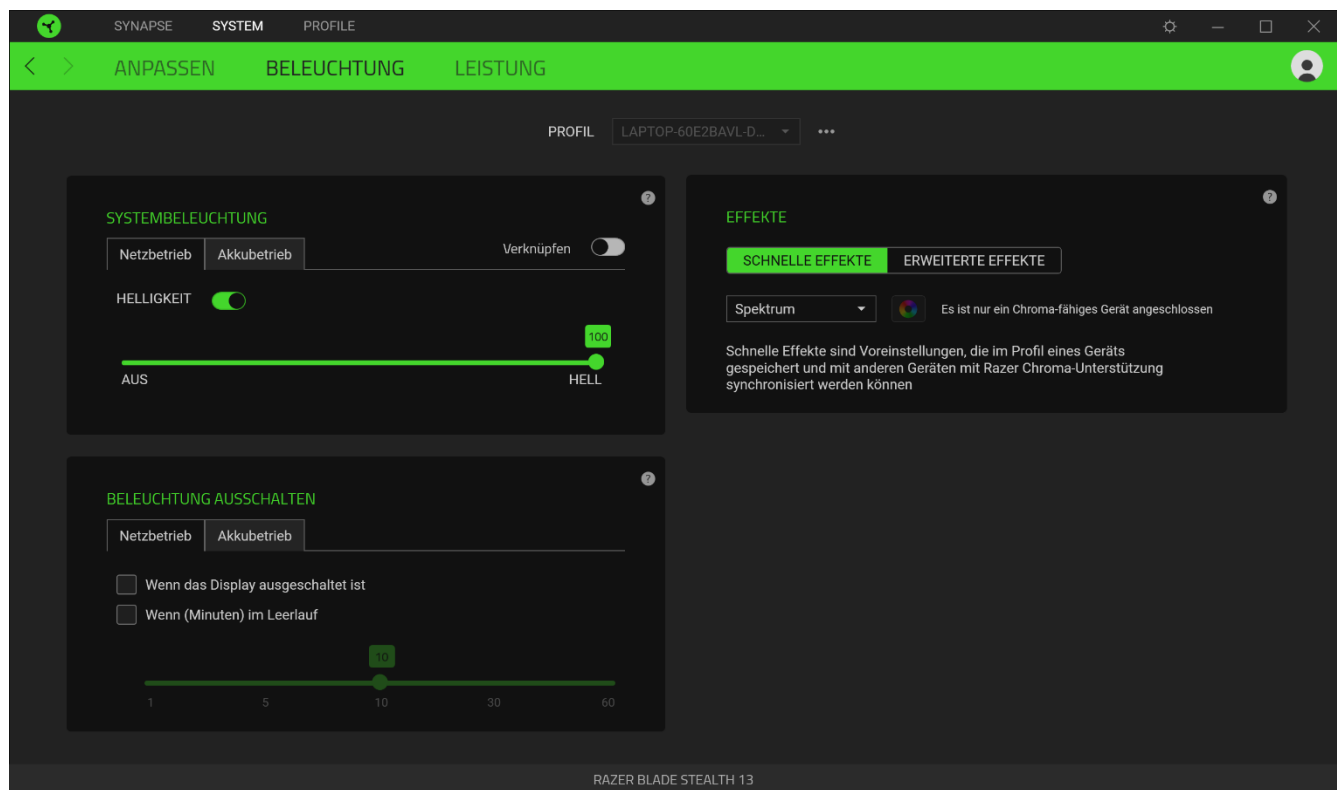 SYNAPSE SYSTEM PROFILE
ANPASSEN BELEUCHTUNG LEISTUNG
PROFIL LAPTOP-60E2BAVL-D...
SYSTEMBELEUCHTUNG
Netzbetrieb Akkubetrieb Verknüpfen
HELLIGKEIT
100
AUS HELL
EFFEKTE
SCHNELLE EFFEKTE ERWEITERTE EFFEKTE
Spektrum Es ist nur ein Chroma-fähiges Gerät angeschlossen
Schnelle Effekte sind Voreinstellungen, die im Profil eines Geräts
gespeichert und mit anderen Geräten mit Razer Chroma-Unterstützung
synchronisiert werden können
BELEUCHTUNG AUSSCHALTEN
Netzbetrieb Akkubetrieb
Wenn das Display ausgeschaltet ist
Wenn (Minuten) im Leerlauf
10
1 5 10 30 60
RAZER BLADE STEALTH 13